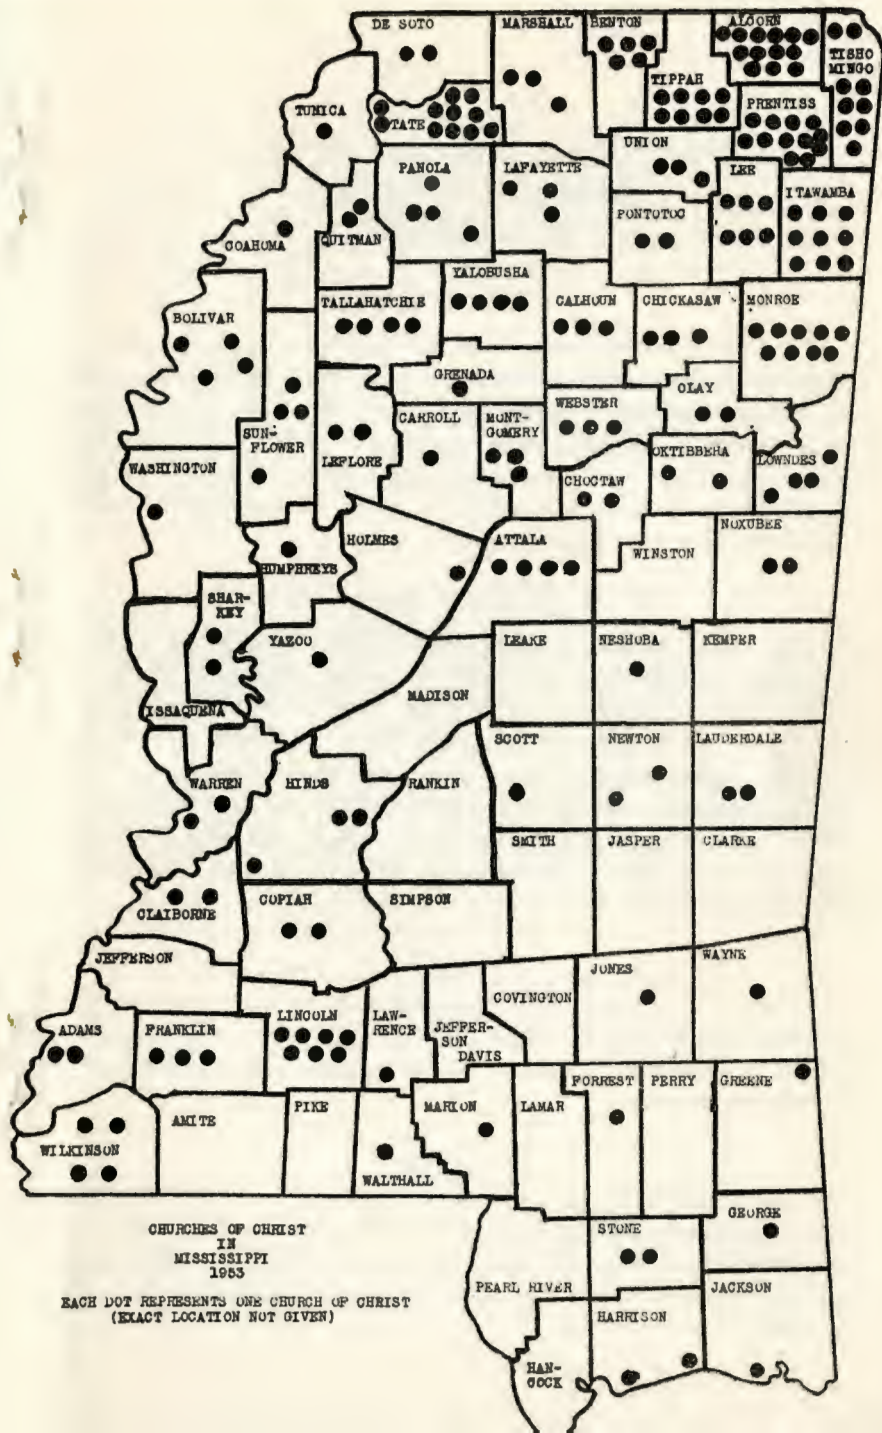 DE SOTO
MARSHALL
BENTON
ALCORN
TISHO
MINGO
TIPPAH
TUNICA
TATE
PRENTISS
UNION
PANOLA
LAFAYETTE
LEE
ITAWAMBA
PONTOTOC
COAHOMA
QUITMAN
YALOBUSHA
TALLAHATCHIE
CALHOUN
CHICKASAW
MONROE
BOLIVAR
GRENADA
CLAY
WEBSTER
CARROLL
MONT-
GOMERY
SUN-
FLOWER
LEFLORE
OKTIBBEHA
LOWNDES
WASHINGTON
CHOCTAW
NOXUBEE
HOLMES
ATTALA
WINSTON
HUMPHREYS
SHAR-
KEY
YAZOO
LEAKE
NESHOBA
KEMPER
MADISON
ISSAQUENA
SCOTT
NEWTON
LAUDERDALE
WARREN
HINDS
RANKIN
SMITH
JASPER
CLARKE
CLAIBORNE
COPIAH
SIMPSON
JEFFERSON
WAYNE
JONES
COVINGTON
ADAMS
FRANKLIN
LINCOLN
LAW-
RENCE
JEFFER-
SON
DAVIS
FORREST
PERRY
GREENE
WILKINSON
AMITE
PIKE
MARION
LAMAR
WALTHALL
GEORGE
STONE
CHURCHES OF CHRIST
IN
MISSISSIPPI
1953
EACH DOT REPRESENTS ONE CHURCH OF CHRIST
(EXACT LOCATION NOT GIVEN)
PEARL RIVER
JACKSON
HARRISON
HAN-
COCK